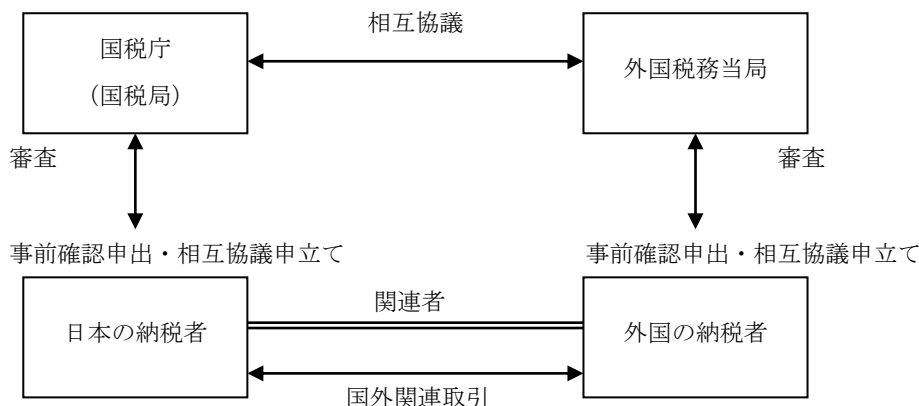 相互協議
国税庁
（国税局）
外国税務当局
審査
審査
事前確認申出・相互協議申立て
事前確認申出・相互協議申立て
関連者
日本の納税者
外国の納税者
国外関連取引